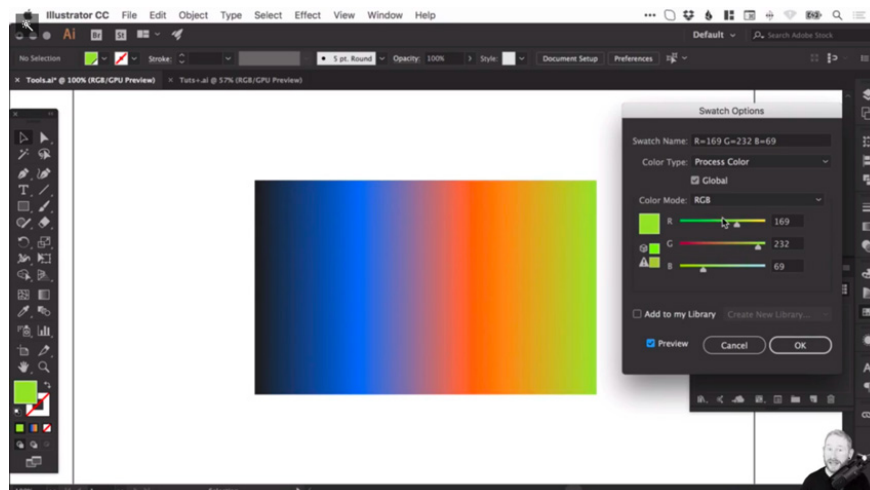 Illustrator CC File Edit Object Type Select Effect View Window Help
Ai Br St Default Search Adobe Stock
No Selection Stroke: 5 pt. Round Opacity: 100% Style: Document Setup Preferences
× Tools.ai* @ 100% (RGB/GPU Preview) × Tuts+.ai @ 57% (RGB/GPU Preview)
Swatch Options
Swatch Name: R=169 G=232 B=69
Color Type: Process Color
Global
Color Mode: RGB
R 169
G 232
B 69
Add to my Library Create New Library...
Preview Cancel OK